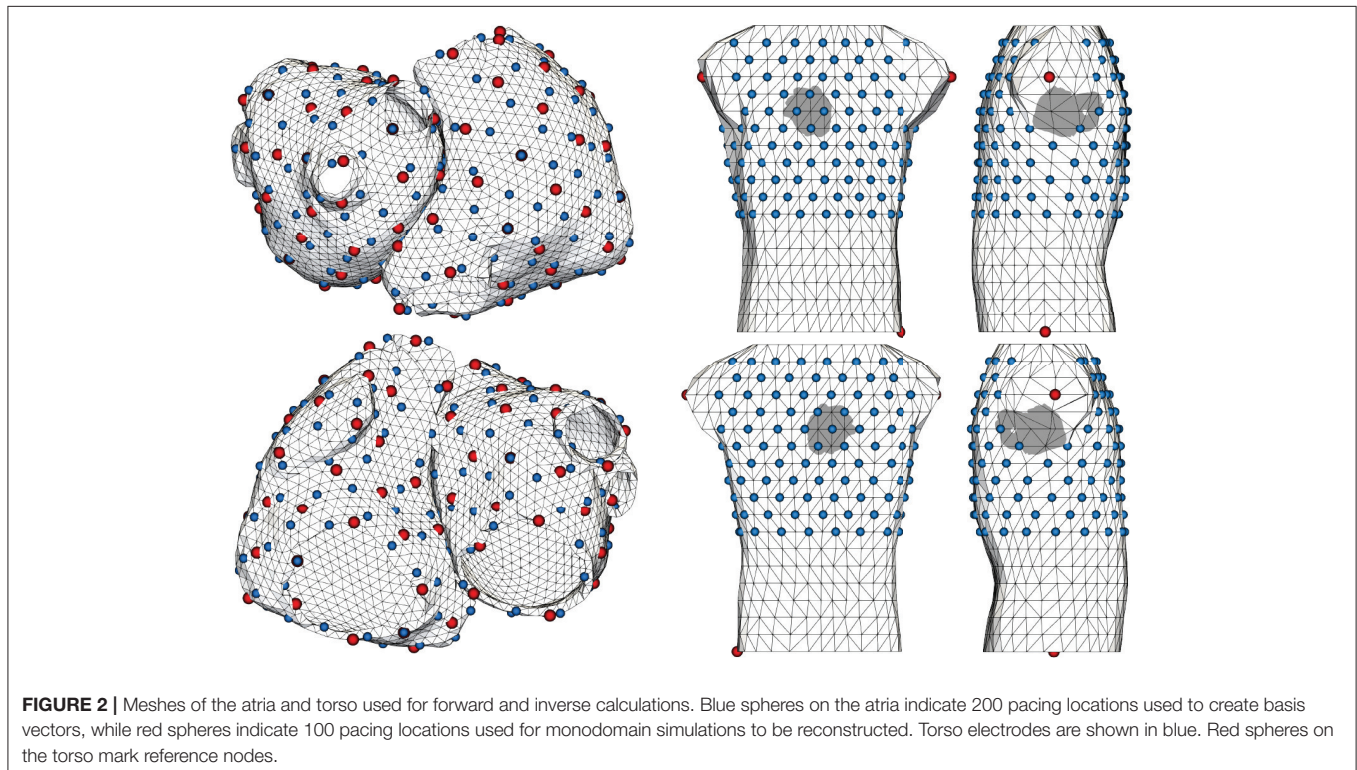 FIGURE 2 | Meshes of the atria and torso used for forward and inverse calculations. Blue spheres on the atria indicate 200 pacing locations used to create basis
vectors, while red spheres indicate 100 pacing locations used for monodomain simulations to be reconstructed. Torso electrodes are shown in blue. Red spheres on
the torso mark reference nodes.